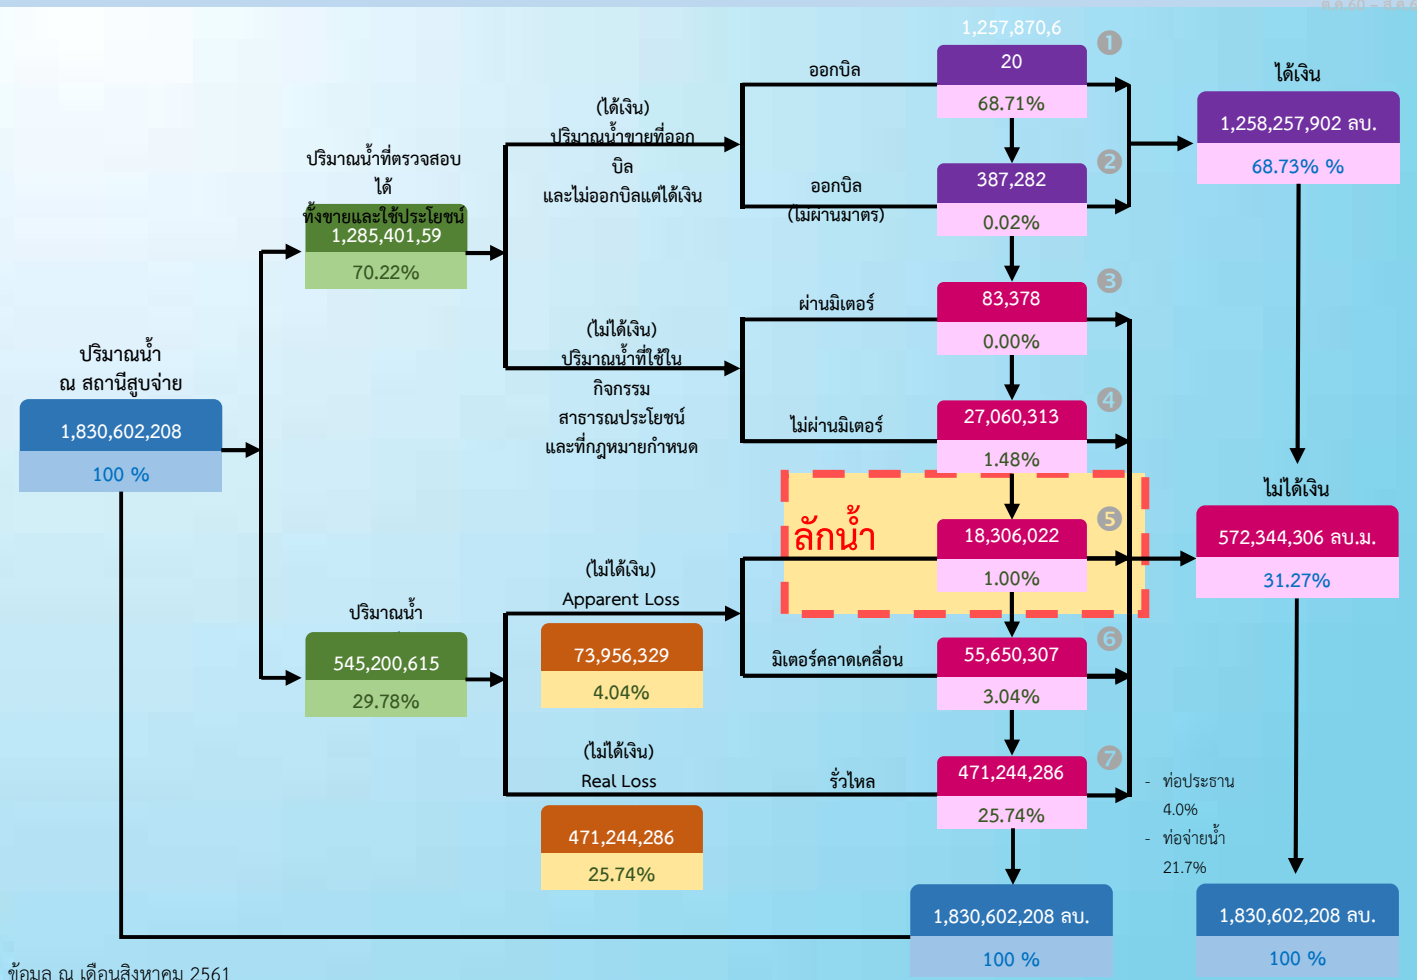 ต.ค.60 – ส.ค.6
1,257,870,6
20
68.71%
❶
ออกบิล
ได้เงิน
1,258,257,902 ลบ.
68.73% %
(ได้เงิน)
ปริมาณน้ำขายที่ออก
บิล
และไม่ออกบิลแต่ได้เงิน
ปริมาณน้ำที่ตรวจสอบ
ได้
ทั้งขายและใช้ประโยชน์
1,285,401,59
70.22%
ออกบิล
(ไม่ผ่านมาตร)
❷
387,282
0.02%
❸
ผ่านมิเตอร์
83,378
0.00%
(ไม่ได้เงิน)
ปริมาณน้ำที่ใช้ใน
กิจกรรม
สาธารณประโยชน์
และที่กฎหมายกำหนด
❹
ไม่ผ่านมิเตอร์
27,060,313
1.48%
ปริมาณน้ำ
ณ สถานีสูบจ่าย
1,830,602,208
100 %
ลักน้ำ
❺
18,306,022
1.00%
ไม่ได้เงิน
572,344,306 ลบ.ม.
31.27%
(ไม่ได้เงิน)
Apparent Loss
73,956,329
4.04%
ปริมาณน้ำ
545,200,615
29.78%
❻
มิเตอร์คลาดเคลื่อน
55,650,307
3.04%
(ไม่ได้เงิน)
Real Loss
471,244,286
25.74%
❼
รั่วไหล
471,244,286
25.74%
- ท่อประธาน
4.0%
- ท่อจ่ายน้ำ
21.7%
1,830,602,208 ลบ.
100 %
1,830,602,208 ลบ.
100 %
ข้อมูล ณ เดือนสิงหาคม 2561